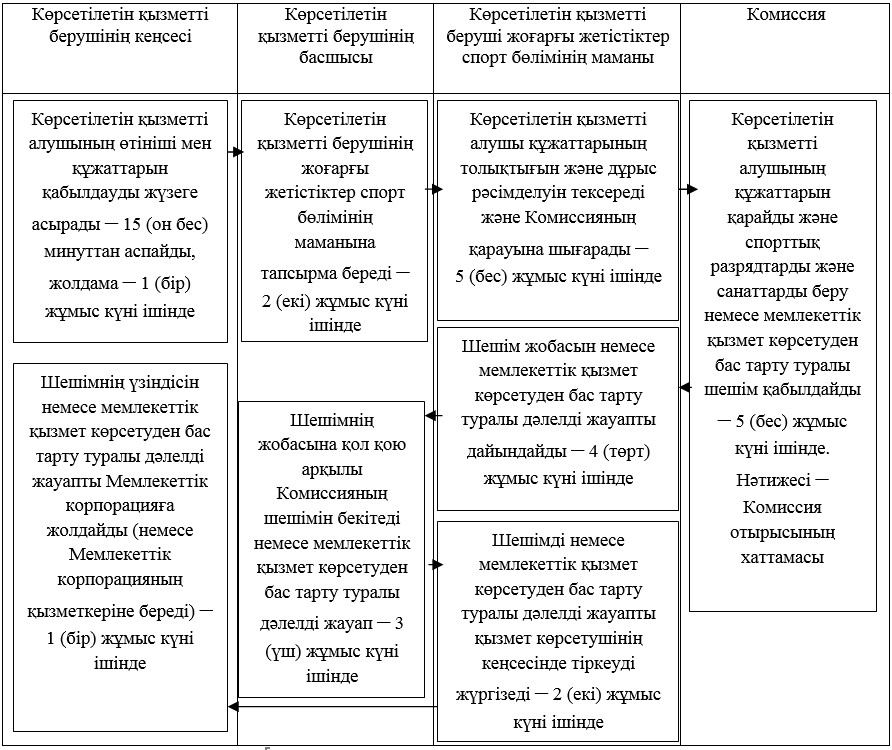 Көрсетілетін қызметті
берушінің кеңсесі
Көрсетілетін
қызметті берушінің
басшысы
Көрсетілетін қызметті
беруші жоғарғы жетістіктер
спорт бөлімінің маманы
Комиссия
Көрсетілетін қызметті
алушының өтініші мен
құжаттарын
қабылдауды жүзеге
асырады ─ 15 (он бес)
минуттан аспайды,
жолдама ─ 1 (бір)
жұмыс күні ішінде
Көрсетілетін
қызметті берушінің
жоғарғы
жетістіктер спорт
бөлімінің
маманына
тапсырма береді ─
2 (екі) жұмыс күні
ішінде
Көрсетілетін қызметті
алушы құжаттарының
толықтығын және дұрыс
рәсімделуін тексереді
және Комиссияның
қарауына шығарады ─
5 (бес) жұмыс күні ішінде
Көрсетілетін
қызметті
алушының
құжаттарын
қарайды және
спорттық
разрядтарды және
санаттарды беру
немесе мемлекеттік
қызмет көрсетуден
бас тарту туралы
шешім қабылдайды
─ 5 (бес) жұмыс
күні ішінде.
Нәтижесі ─
Комиссия
отырысының
хаттамасы
Шешім жобасын немесе
мемлекеттік қызмет
көрсетуден бас тарту
туралы дәлелді жауапты
дайындайды ─ 4 (төрт)
жұмыс күні ішінде
Шешімнің
жобасына қол қою
арқылы
Комиссияның
шешімін бекітеді
немесе мемлекеттік
қызмет көрсетуден
бас тарту туралы
дәлелді жауап ─ 3
(үш) жұмыс күні
ішінде
Шешімді немесе
мемлекеттік қызмет
көрсетуден бас тарту
туралы дәлелді жауапты
қызмет көрсетушінің
кеңсесінде тіркеуді
жүргізеді ─ 2 (екі) жұмыс
күні ішінде
Шешімнің үзіндісін
немесе мемлекеттік
қызмет көрсетуден бас
тарту туралы дәлелді
жауапты Мемлекеттік
корпорацияға
жолдайды (немесе
Мемлекеттік
корпорацияның
қызметкеріне береді) ─
1 (бір) жұмыс күні
ішінде